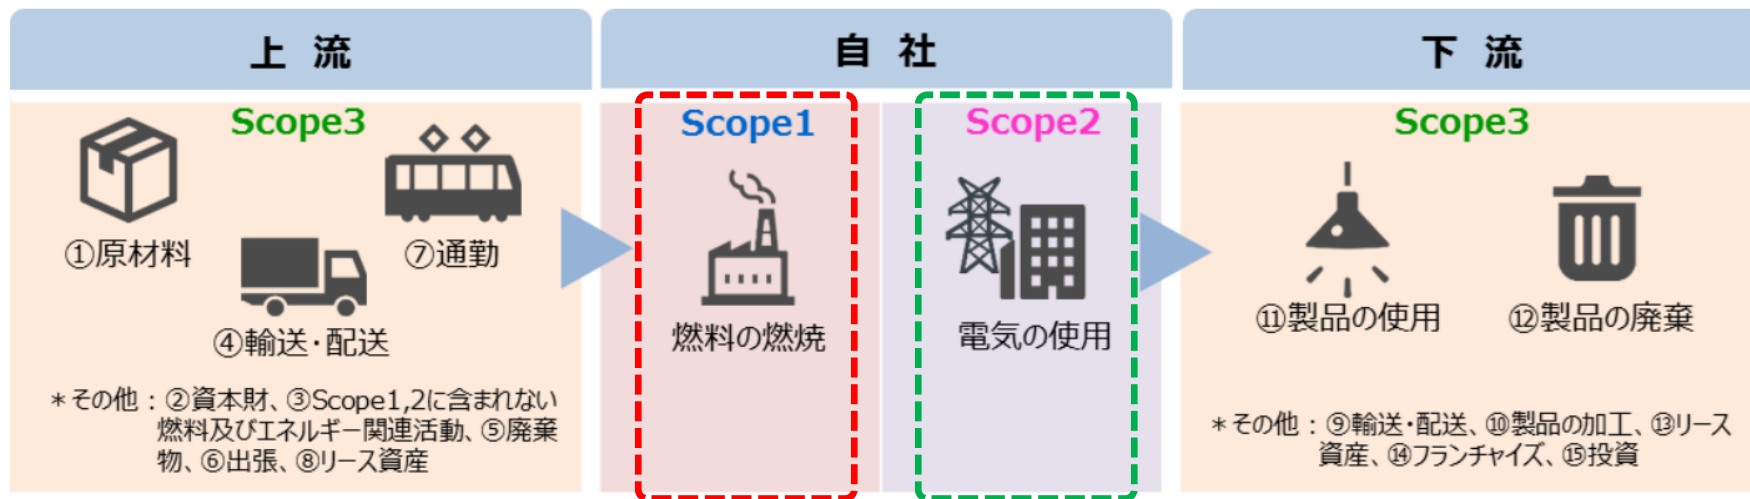 上 流
自 社
下 流
Scope3
①原材料
⑦通勤
④輸送・配送
＊その他：②資本財、③Scope1,2に含まれない
燃料及びエネルギー関連活動、⑤廃棄
物、⑥出張、⑧リース資産
Scope1
燃料の燃焼
Scope2
電気の使用
Scope3
⑪製品の使用
⑫製品の廃棄
＊その他：⑨輸送・配送、⑩製品の加工、⑬リース
資産、⑭フランチャイズ、⑮投資